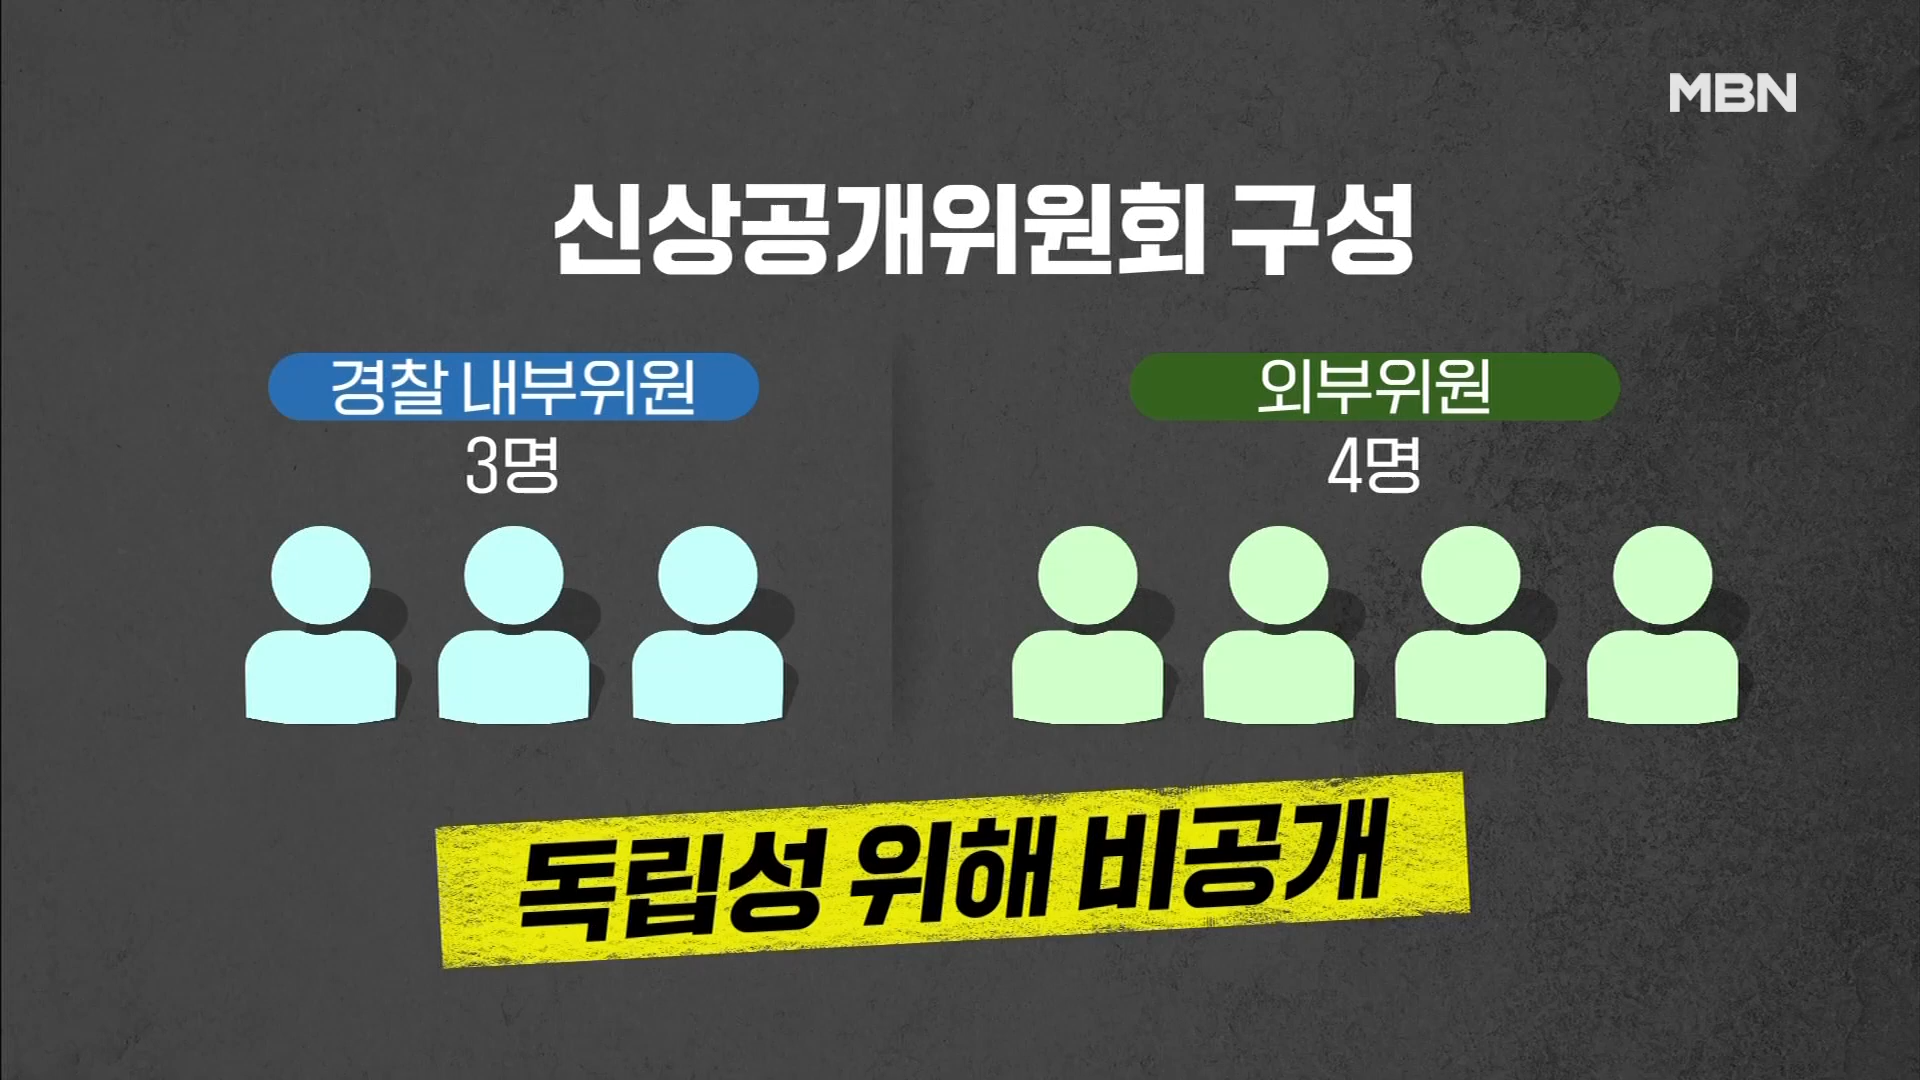 MBN
신상공개위원회 구성
경찰 내부위원
3명
외부위원
4명
독립성 위해 비공개